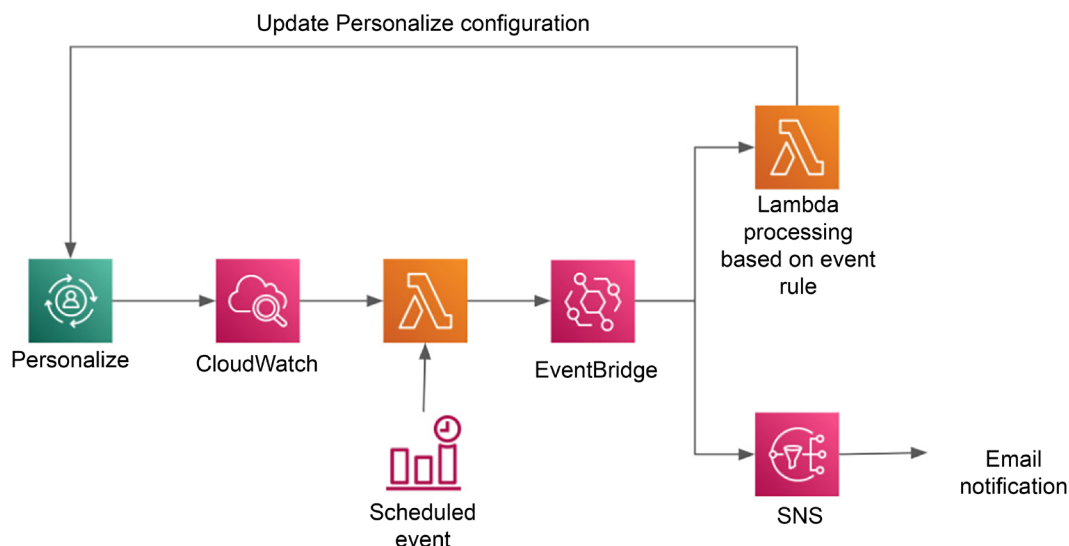 Update Personalize configuration
Lambda
processing
based on event
rule
Personalize
CloudWatch
EventBridge
Scheduled
event
SNS
Email
notification